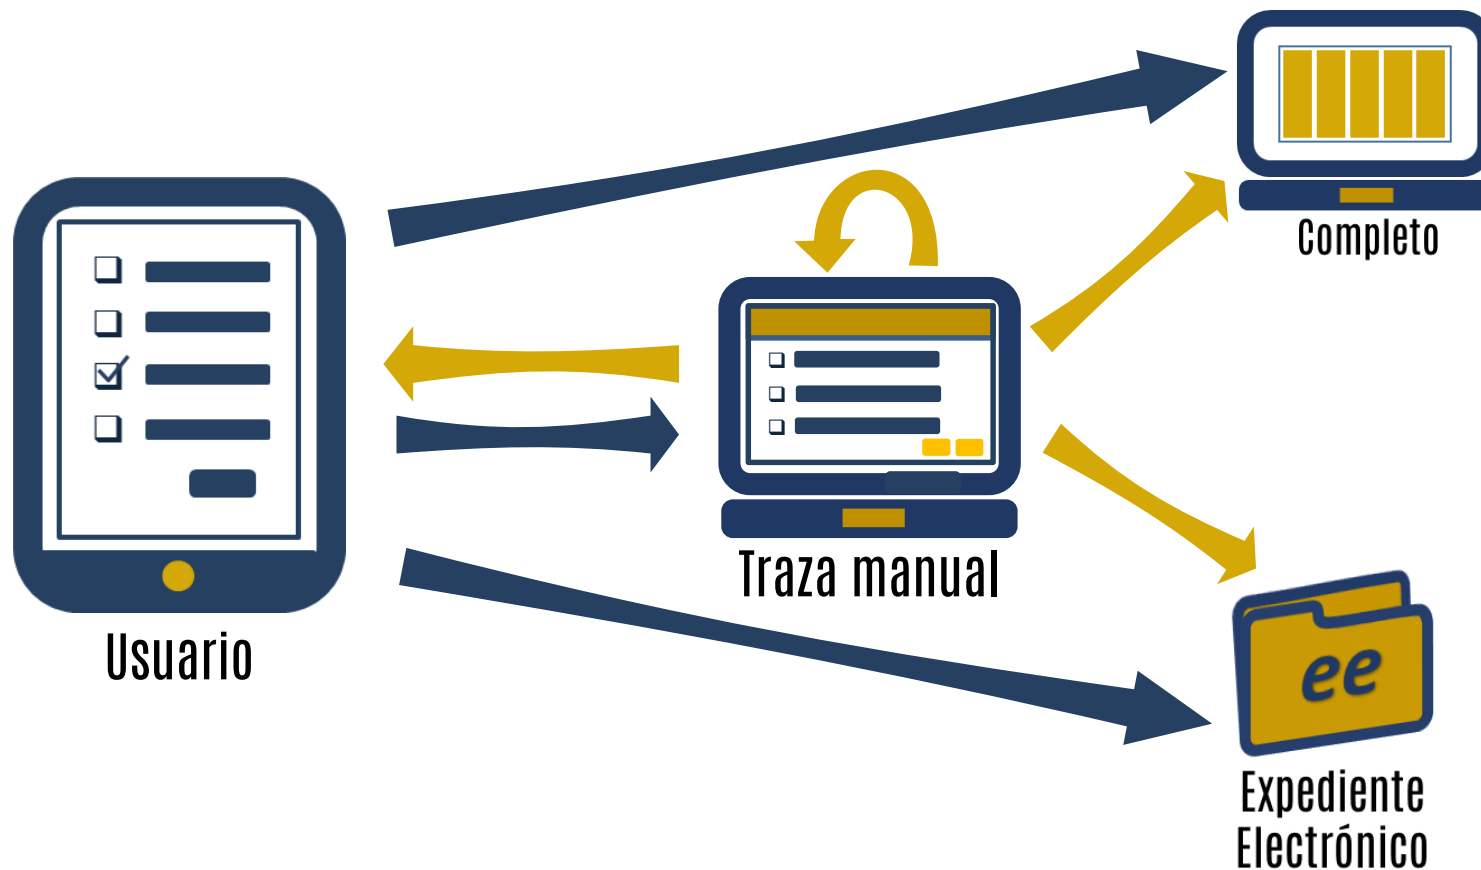 Completo
Traza manual
Usuario
ee
Expediente
Electrónico